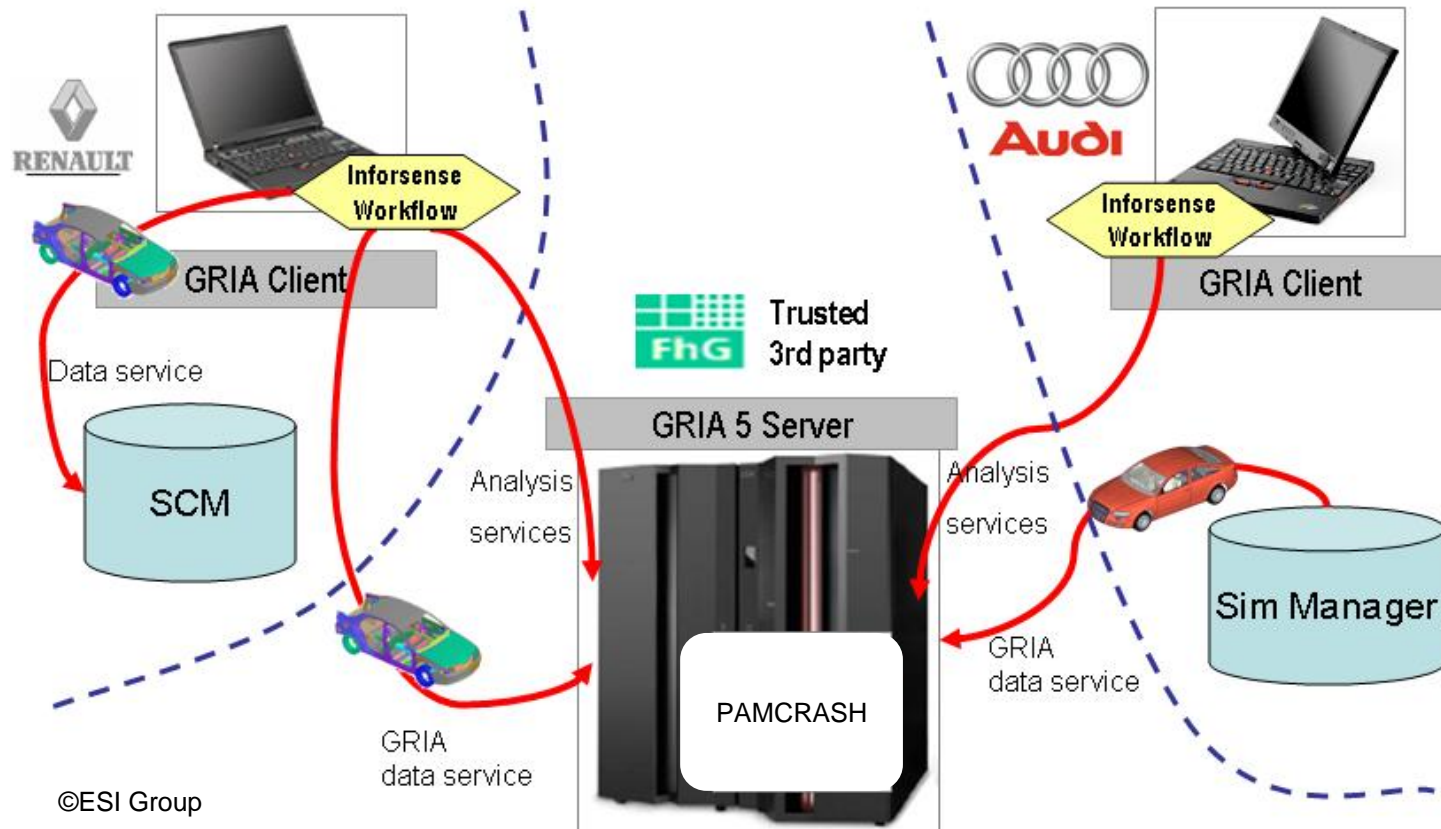 RENAULT
Inforsense
Workflow
GRIA Client
Data service
SCM
Audi
Inforsense
Workflow
GRIA Client
FhG
Trusted
3rd party
GRIA 5 Server
Analysis
services
Analysis
services
PAMCRASH
GRIA
data service
GRIA
data service
Sim Manager
©ESI Group